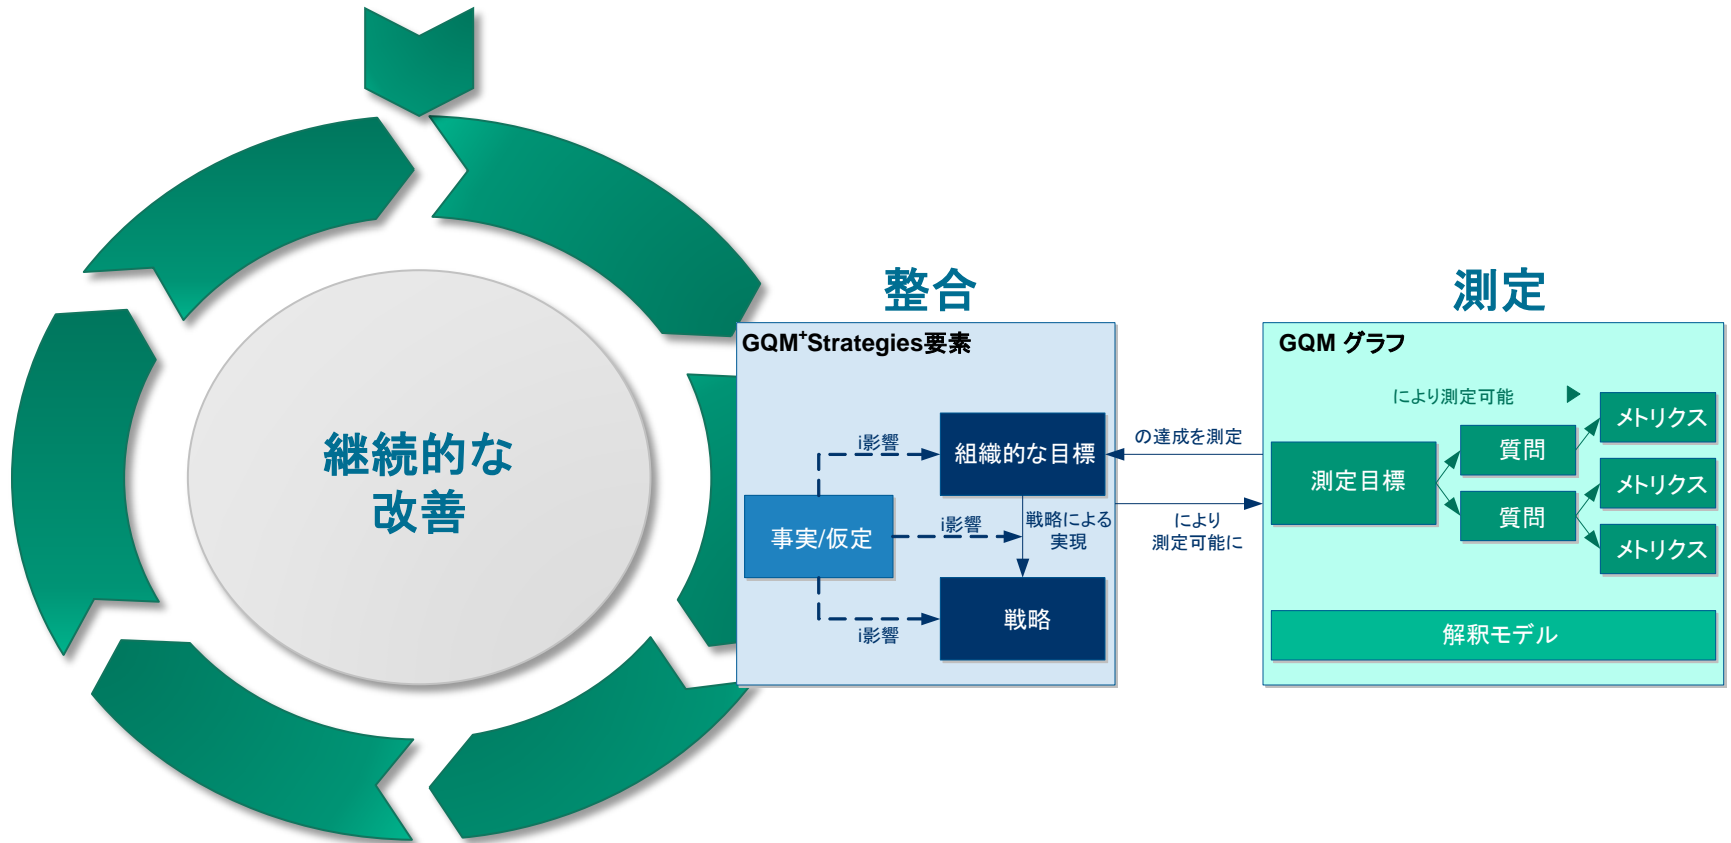 継続的な
改善
整合
GQM+Strategies要素
i影響
組織的な目標
事実/仮定
i影響
戦略による
実現
戦略
i影響
の達成を測定
により
測定可能に
測定
GQM グラフ
により測定可能
測定目標
質問
質問
メトリクス
メトリクス
メトリクス
解釈モデル